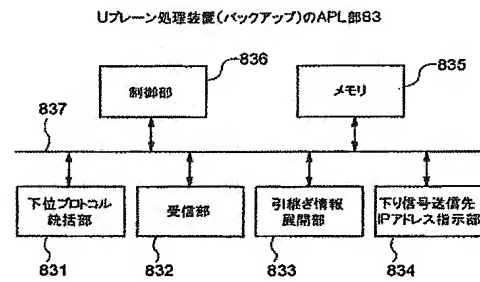 Uプレーン処理装置(バックアップ)のAPL部83
836
835
制御部
メモリ
837
下位プロトコル
統括部
受信部
引継ぎ情報
展開部
下り信号送信先
IPアドレス指示部
831
832
833
834